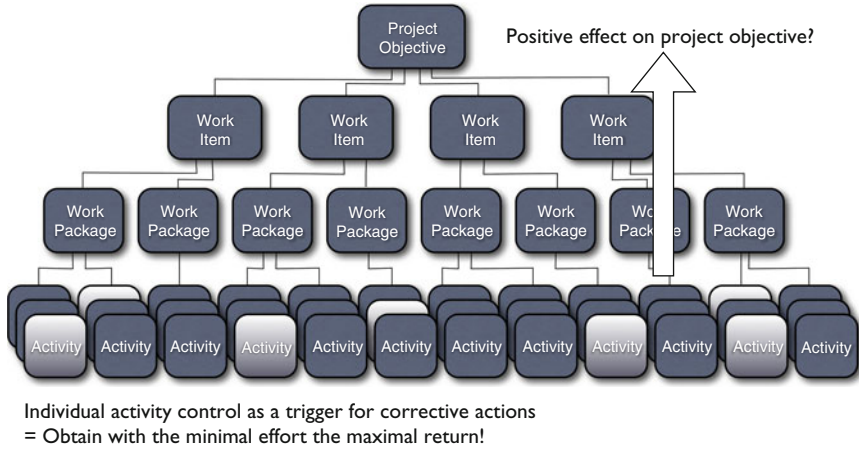 Project
Objective
Positive effect on project objective?
Work
Item
Work
Item
Work
Item
Work
Item
Work
Package
Work
Package
Work
Package
Work
Package
Work
Package
Work
Package
Work
Package
Work
Package
Activity
Activity
Activity
Activity
Activity
Activity
Activity
Activity
Activity
Activity
Activity
Activity
Individual activity control as a trigger for corrective actions
= Obtain with the minimal effort the maximal return!